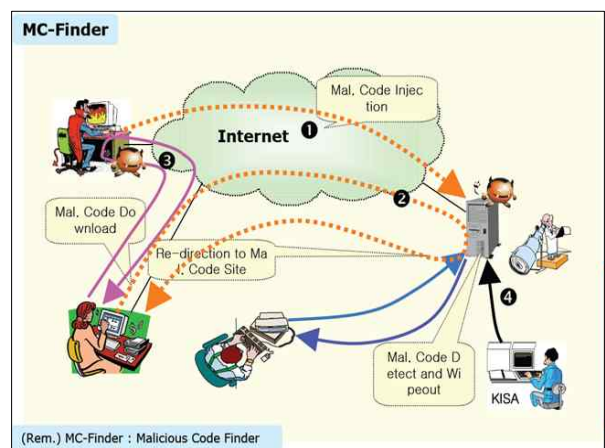 MC-Finder
Mal. Code Injec
tion
Internet
❶
❸
❷
Mal. Code Do
wnload
Re-direction to Ma
l. Code Site
❹
Mal. Code D
etect and Wi
peout
KISA
(Rem.) MC-Finder : Malicious Code Finder